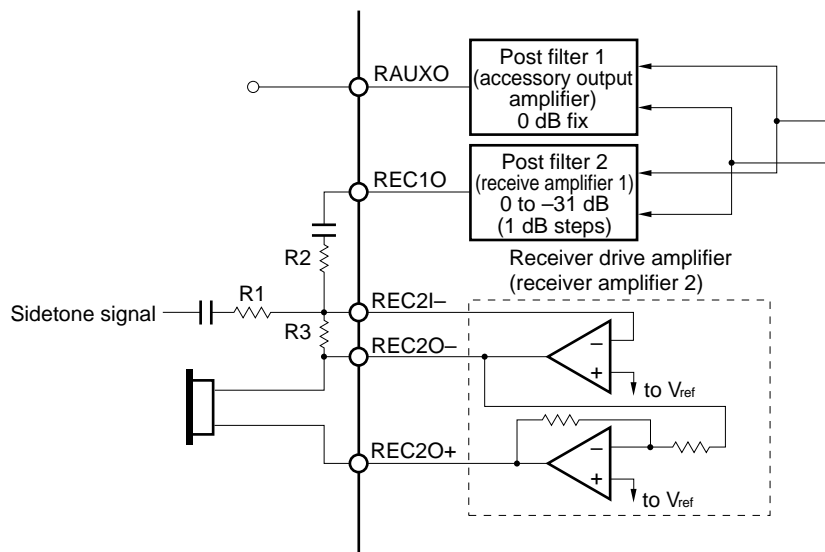 RAUXO
Post filter 1
(accessory output
amplifier)
0 dB fix
REC1O
Post filter 2
(receive amplifier 1)
0 to –31 dB
(1 dB steps)
Receiver drive amplifier
(receiver amplifier 2)
R2
R1
Sidetone signal
REC2I–
R3
REC2O–
–
+
to Vref
REC2O+
–
+
to Vref